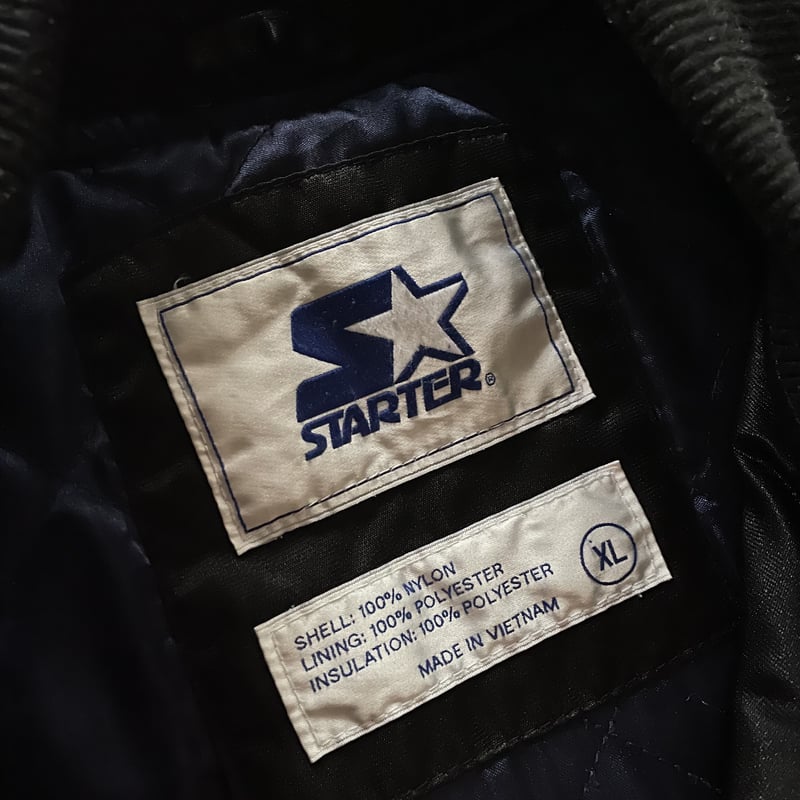 STARTER®
XL
SHELL: 100% NYLON
LINING: 100% POLYESTER
INSULATION: 100% POLYESTER
MADE IN VIETNAM